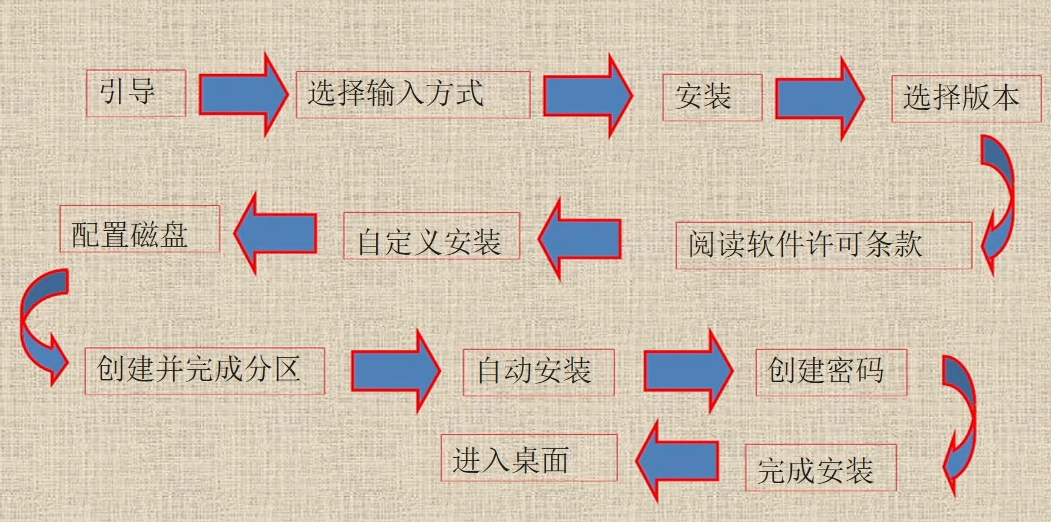 引导
选择输入方式
安装
选择版本
阅读软件许可条款
自定义安装
配置磁盘
创建并完成分区
自动安装
创建密码
完成安装
进入桌面